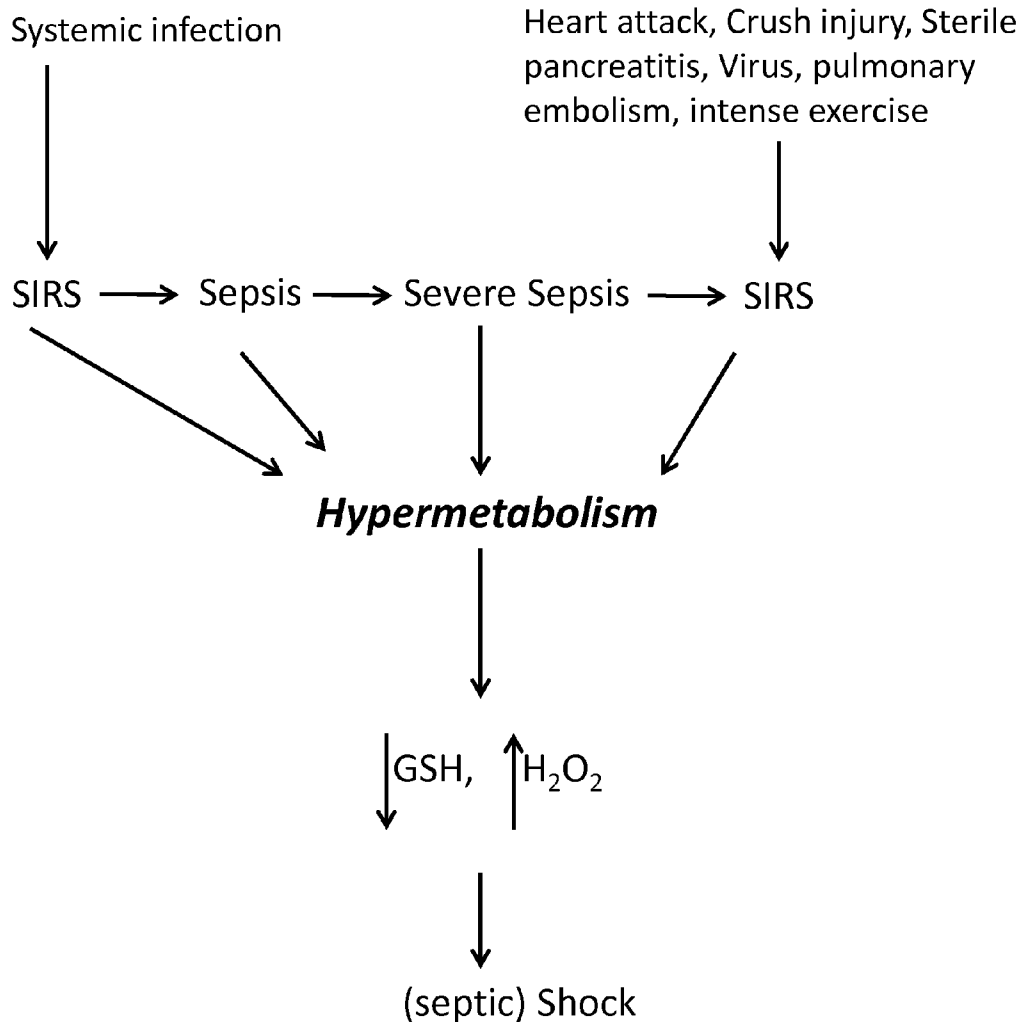 Systemic infection
Heart attack, Crush injury, Sterile
pancreatitis, Virus, pulmonary
embolism, intense exercise
SIRS Sepsis Severe Sepsis SIRS
Hypermetabolism
GSH, H₂O₂
(septic) Shock